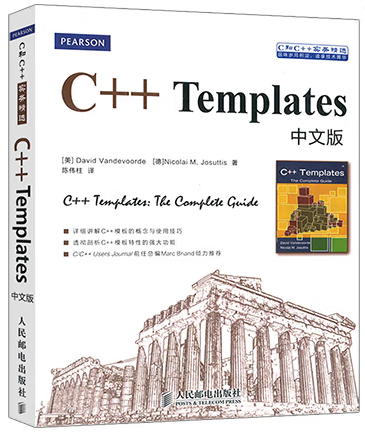 C和C++实务精选
C++ Templates
中文版
人民邮电出版社
PEARSON
C和C++实务精选
C++ Templates
中文版
[美] David Vandevoorde [德]Nicolai M. Josuttis 著
陈伟柱 译
C++ Templates: The Complete Guide
C++ Templates
The Complete Guide
David Vandevoorde
Nicolai M. Josuttis
■ 详细讲解C++模板的概念与使用技巧
■ 透彻剖析C++模板特性的强大功能
■ C/C++ Users Journal前任总编Marc Briand倾力推荐
人民邮电出版社
POSTS & TELECOM PRESS